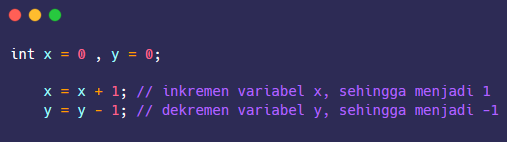 int x = 0 , y = 0;
x = x + 1; // inkremen variabel x, sehingga menjadi 1
y = y - 1; // dekremen variabel y, sehingga menjadi -1